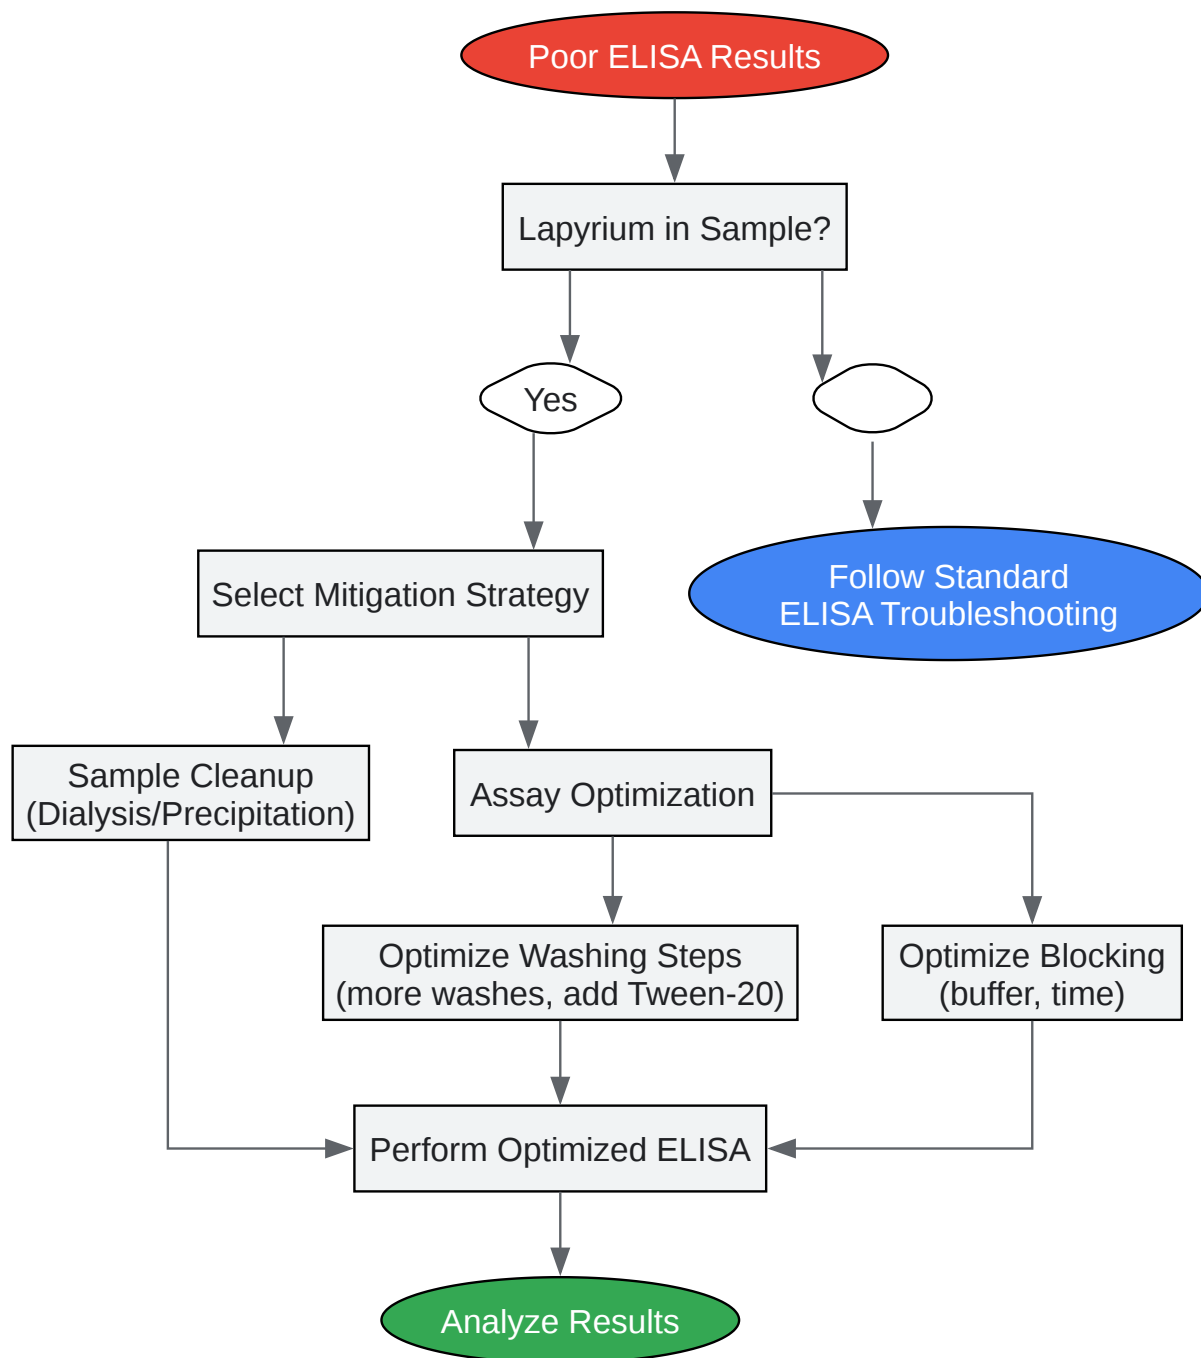 Poor ELISA Results
Lapyrium in Sample?
Yes
Select Mitigation Strategy
Follow Standard
ELISA Troubleshooting
Sample Cleanup
(Dialysis/Precipitation)
Assay Optimization
Optimize Washing Steps
(more washes, add Tween-20)
Optimize Blocking
(buffer, time)
Perform Optimized ELISA
Analyze Results